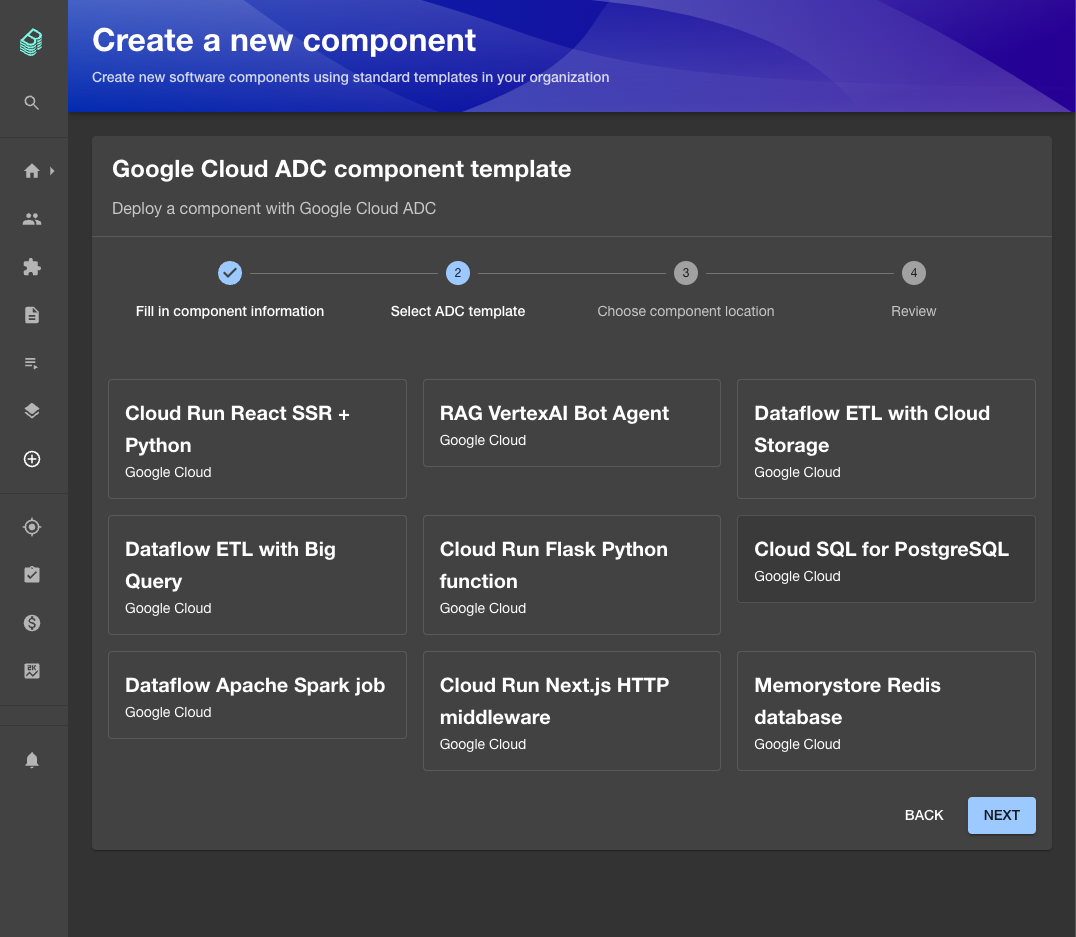 Create a new component
Create new software components using standard templates in your organization
Google Cloud ADC component template
Deploy a component with Google Cloud ADC
2
3
4
Fill in component information
Select ADC template
Choose component location
Review
Cloud Run React SSR +
Python
Google Cloud
RAG VertexAI Bot Agent
Google Cloud
Dataflow ETL with Cloud
Storage
Google Cloud
Dataflow ETL with Big
Query
Google Cloud
Cloud Run Flask Python
function
Google Cloud
Cloud SQL for PostgreSQL
Google Cloud
Dataflow Apache Spark job
Google Cloud
Cloud Run Next.js HTTP
middleware
Google Cloud
Memorystore Redis
database
Google Cloud
BACK
NEXT